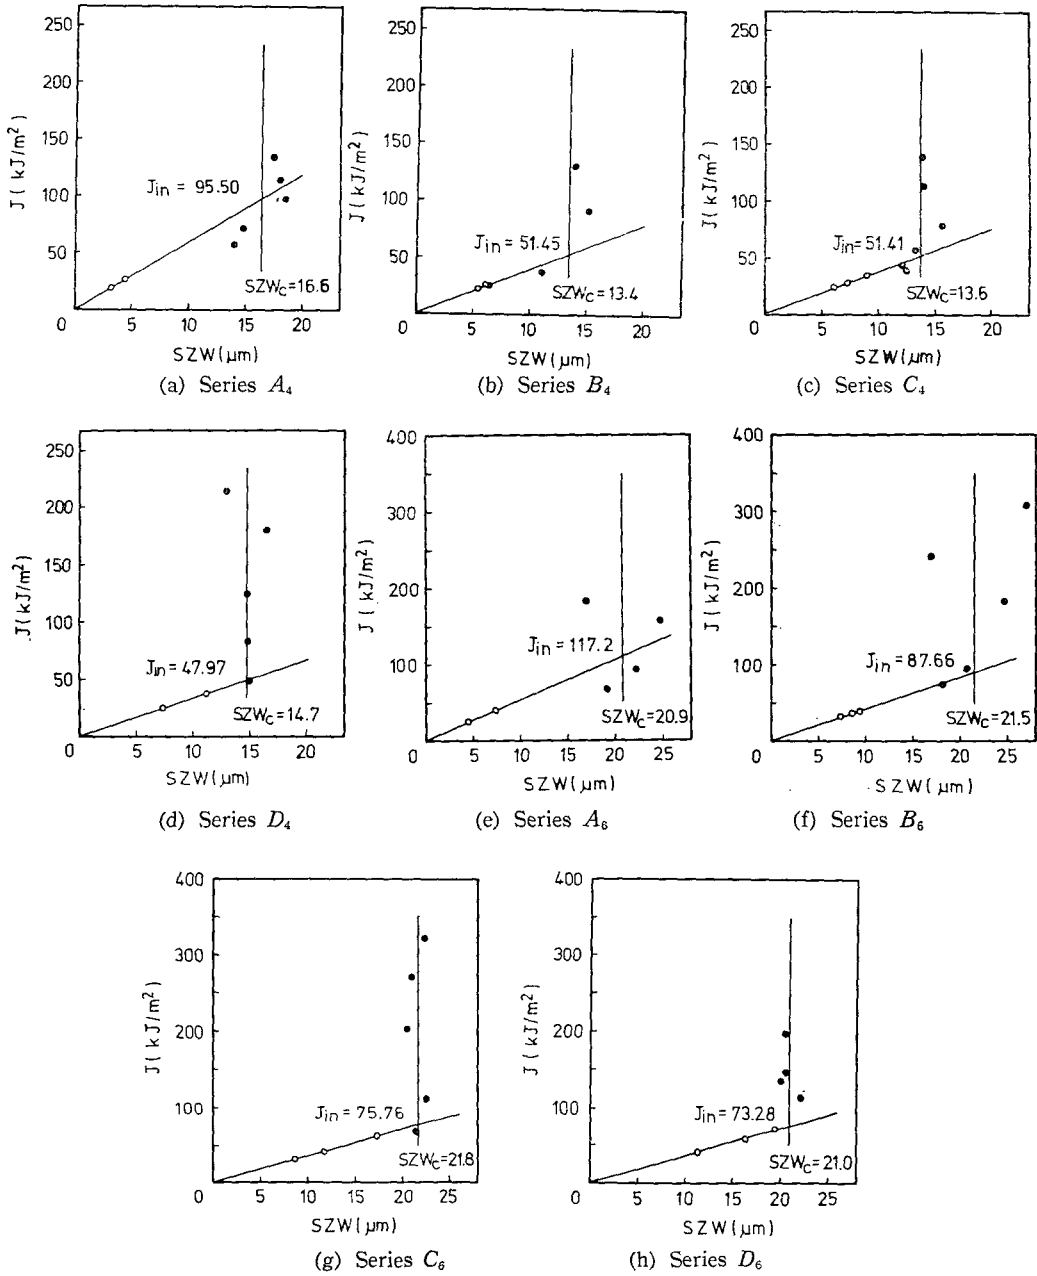 250
200
150
100
50
0
5
10
15
20
J (kJ/m²)
SZW (μm)
Jin = 95.50
SZWc=16.6
(a) Series A₄
250
200
150
100
50
0
5
10
15
20
J (kJ/m²)
SZW (μm)
Jin = 51.45
SZWc=13.4
(b) Series B₄
250
200
150
100
50
0
5
10
15
20
J (kJ/m²)
SZW (μm)
Jin = 51.41
SZWc=13.6
(c) Series C₄
250
200
150
100
50
0
5
10
15
20
J (kJ/m²)
SZW (μm)
Jin = 47.97
SZWc=14.7
(d) Series D₄
400
300
200
100
0
5
10
15
20
25
J (kJ/m²)
SZW (μm)
Jin = 117.2
SZWc=20.9
(e) Series A₆
400
300
200
100
0
5
10
15
20
25
J (kJ/m²)
SZW (μm)
Jin = 87.66
SZWc=21.5
(f) Series B₆
400
300
200
100
0
5
10
15
20
25
J (kJ/m²)
SZW (μm)
Jin = 75.76
SZWc=21.8
(g) Series C₆
400
300
200
100
0
5
10
15
20
25
J (kJ/m²)
SZW (μm)
Jin = 73.28
SZWc=21.0
(h) Series D₆